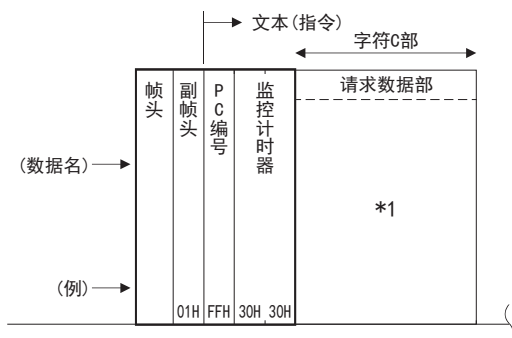 文本(指令)
字符C部
帧头
副帧头
PC编号
监控计时器
请求数据部
(数据名)
*1
(例)
01H FFH 30H 30H
(